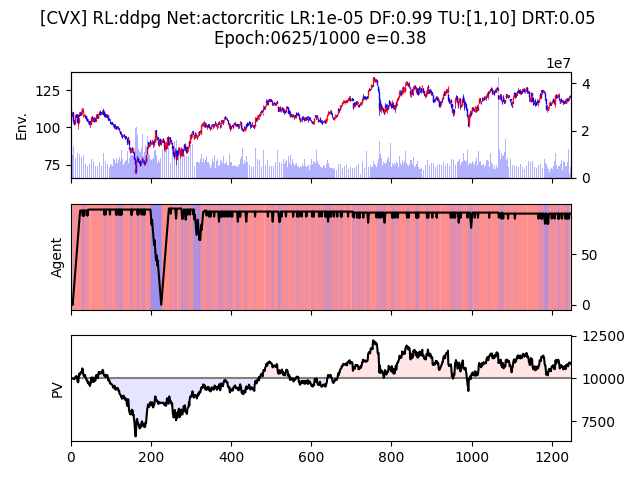 [CVX] RL:ddpg Net:actorcritic LR:1e-05 DF:0.99 TU:[1,10] DRT:0.05
Epoch:0625/1000 e=0.38
1e7
125
100
75
Env.
4
2
0
Agent
50
0
PV
12500
10000
7500
0 200 400 600 800 1000 1200